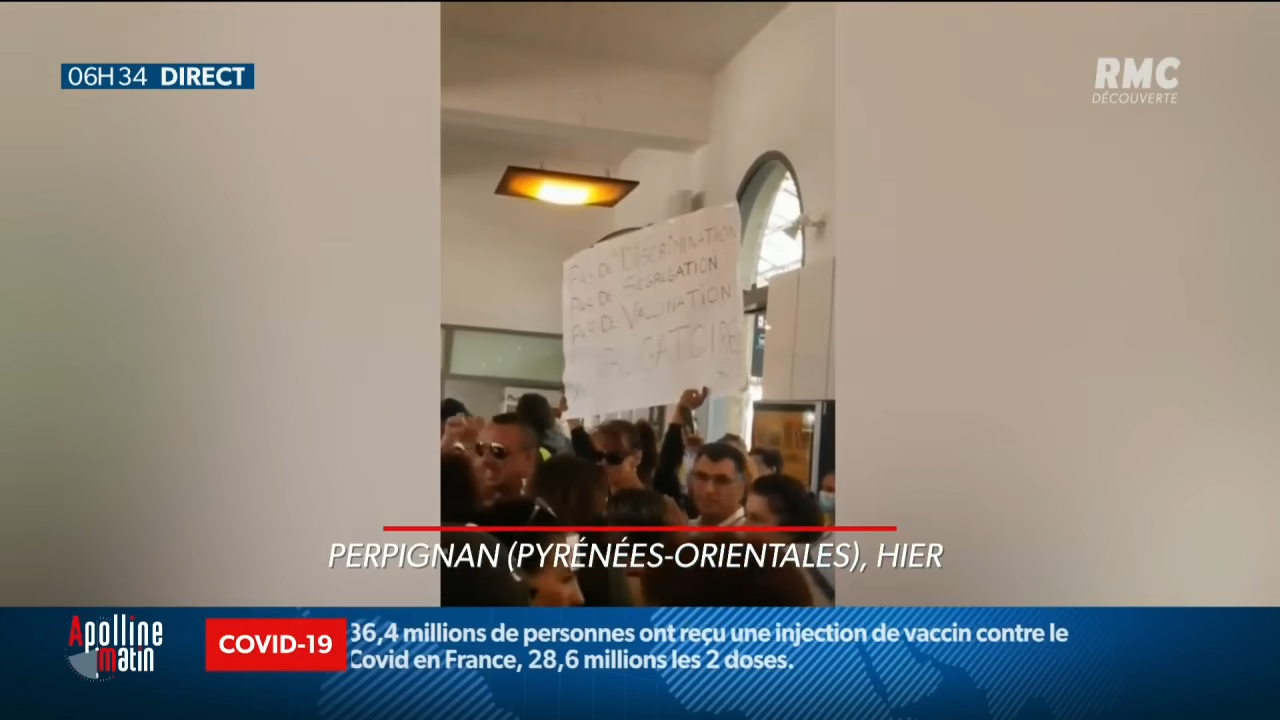 06H34 DIRECT
RMC
DÉCOUVERTE
PAS DE DISCRIMINATION
PAS DE SEGREGATION
PAS DE VACCINATION
PERPIGNAN (PYRÉNÉES-ORIENTALES), HIER
Apolline
matin
COVID-19
36,4 millions de personnes ont reçu une injection de vaccin contre le
Covid en France, 28,6 millions les 2 doses.